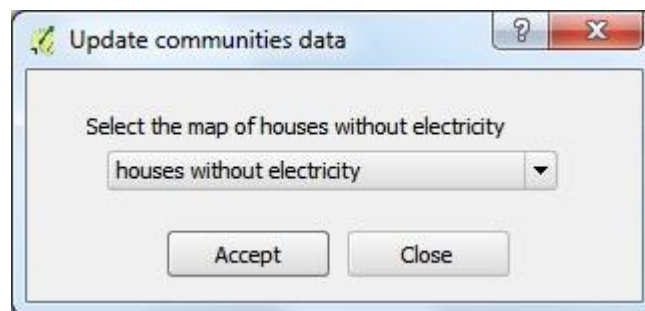 Update communities data
?
Select the map of houses without electricity
houses without electricity
Accept Close